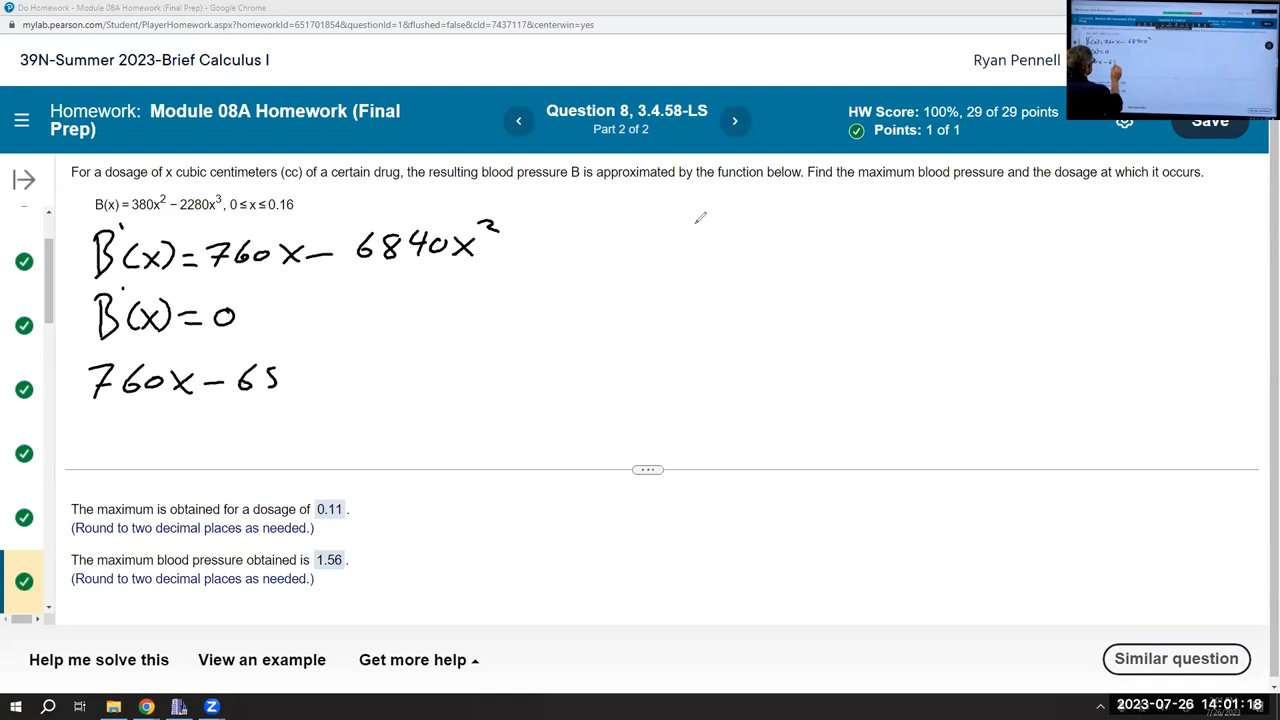 Do Homework - Module 08A Homework (Final Prep) - Google Chrome
mylab.pearson.com/Student/PlayerHomework.aspx?homeworkId=651701854&questionId=1&flushed=false&cId=7437117&withinwin=yes
39N-Summer 2023-Brief Calculus I
Ryan Pennell
Homework: Module 08A Homework (Final Prep)
Question 8, 3.4.58-LS
Part 2 of 2
HW Score: 100%, 29 of 29 points
Points: 1 of 1
Save
For a dosage of x cubic centimeters (cc) of a certain drug, the resulting blood pressure B is approximated by the function below. Find the maximum blood pressure and the dosage at which it occurs.
B(x) = 380x² − 2280x³, 0 ≤ x ≤ 0.16
B'(x) = 760x − 6840x²
B'(x) = 0
760x − 68
The maximum is obtained for a dosage of 0.11.
(Round to two decimal places as needed.)
The maximum blood pressure obtained is 1.56.
(Round to two decimal places as needed.)
Help me solve this
View an example
Get more help
Similar question
2023-07-26 14:01:18